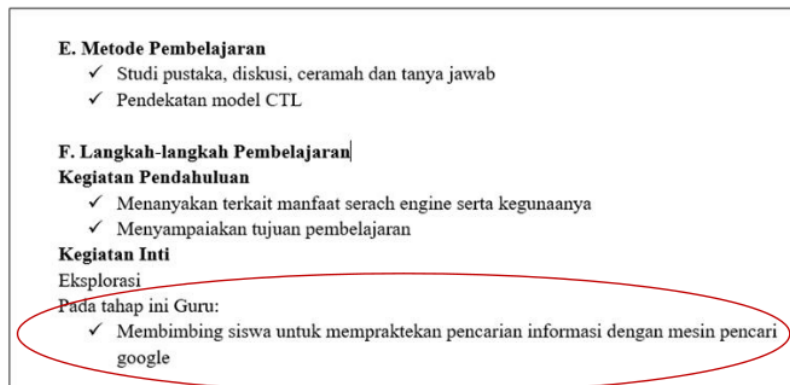 E. Metode Pembelajaran
✓ Studi pustaka, diskusi, ceramah dan tanya jawab
✓ Pendekatan model CTL
F. Langkah-langkah Pembelajaran
Kegiatan Pendahuluan
✓ Menanyakan terkait manfaat serach engine serta kegunaanya
✓ Menyampaiakan tujuan pembelajaran
Kegiatan Inti
Eksplorasi
Pada tahap ini Guru:
✓ Membimbing siswa untuk mempraktekan pencarian informasi dengan mesin pencari
google